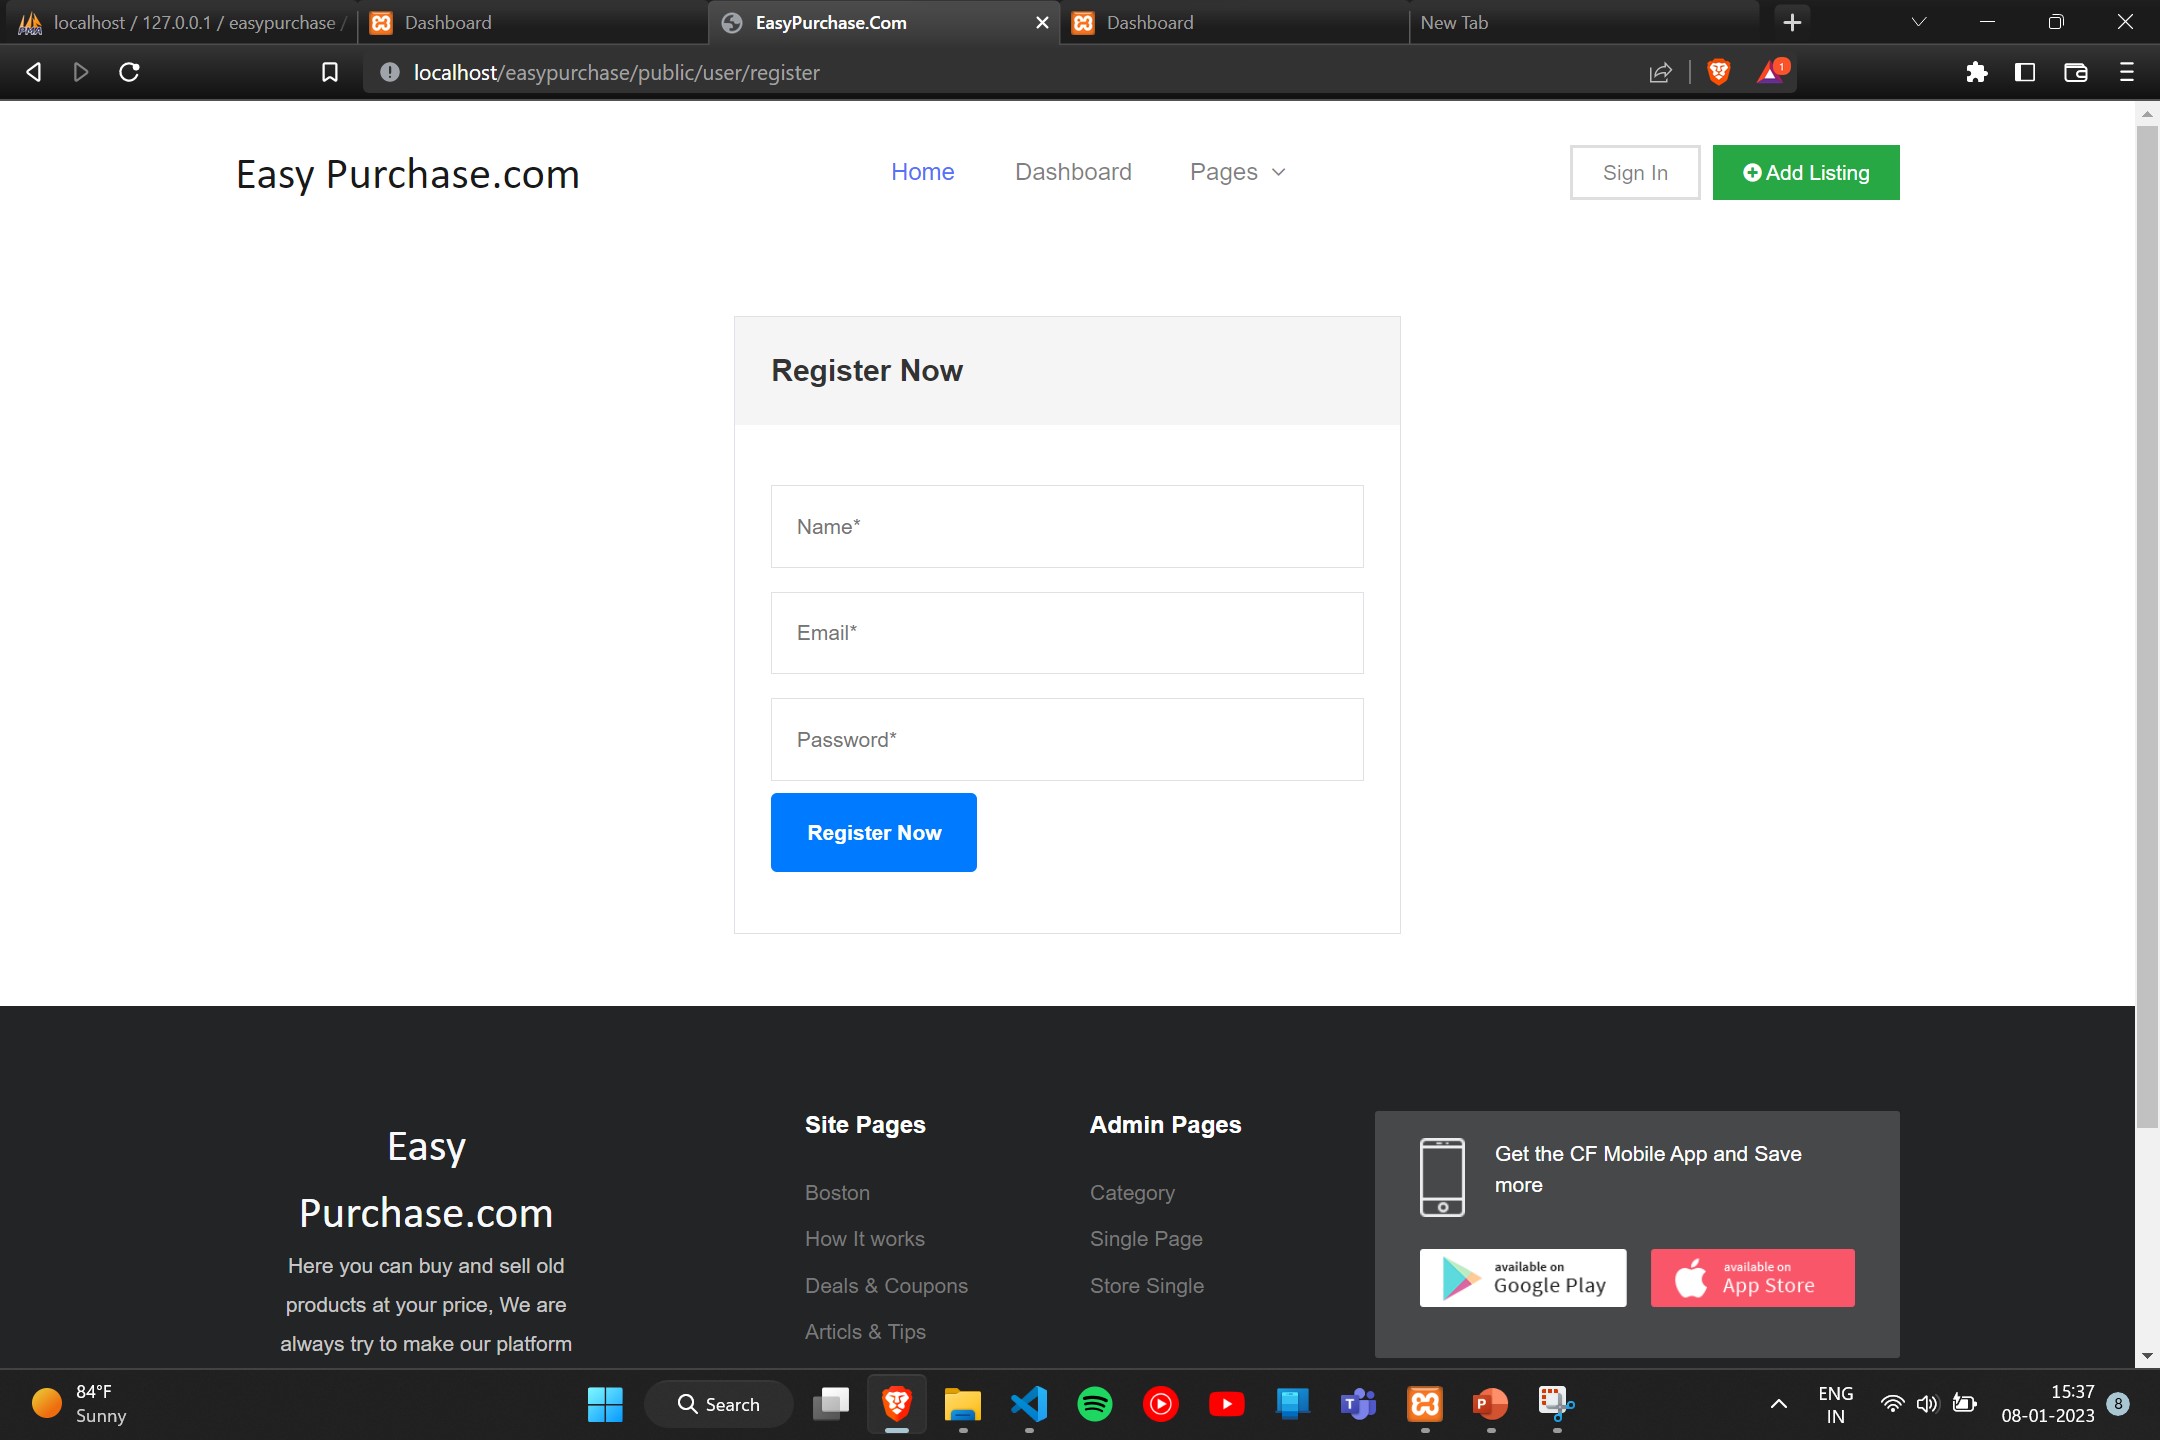 localhost / 127.0.0.1 / easypurchase /
Dashboard
EasyPurchase.Com
Dashboard
New Tab
localhost/easypurchase/public/user/register
1
Easy Purchase.com
Home
Dashboard
Pages
Sign In
Add Listing
Register Now
Name*
Email*
Password*
Register Now
Easy
Purchase.com
Here you can buy and sell old
products at your price, We are
always try to make our platform
Site Pages
Boston
How It works
Deals & Coupons
Articls & Tips
Admin Pages
Category
Single Page
Store Single
Get the CF Mobile App and Save
more
available on
Google Play
available on
App Store
84°F
Sunny
Search
ENG
IN
15:37
08-01-2023
8